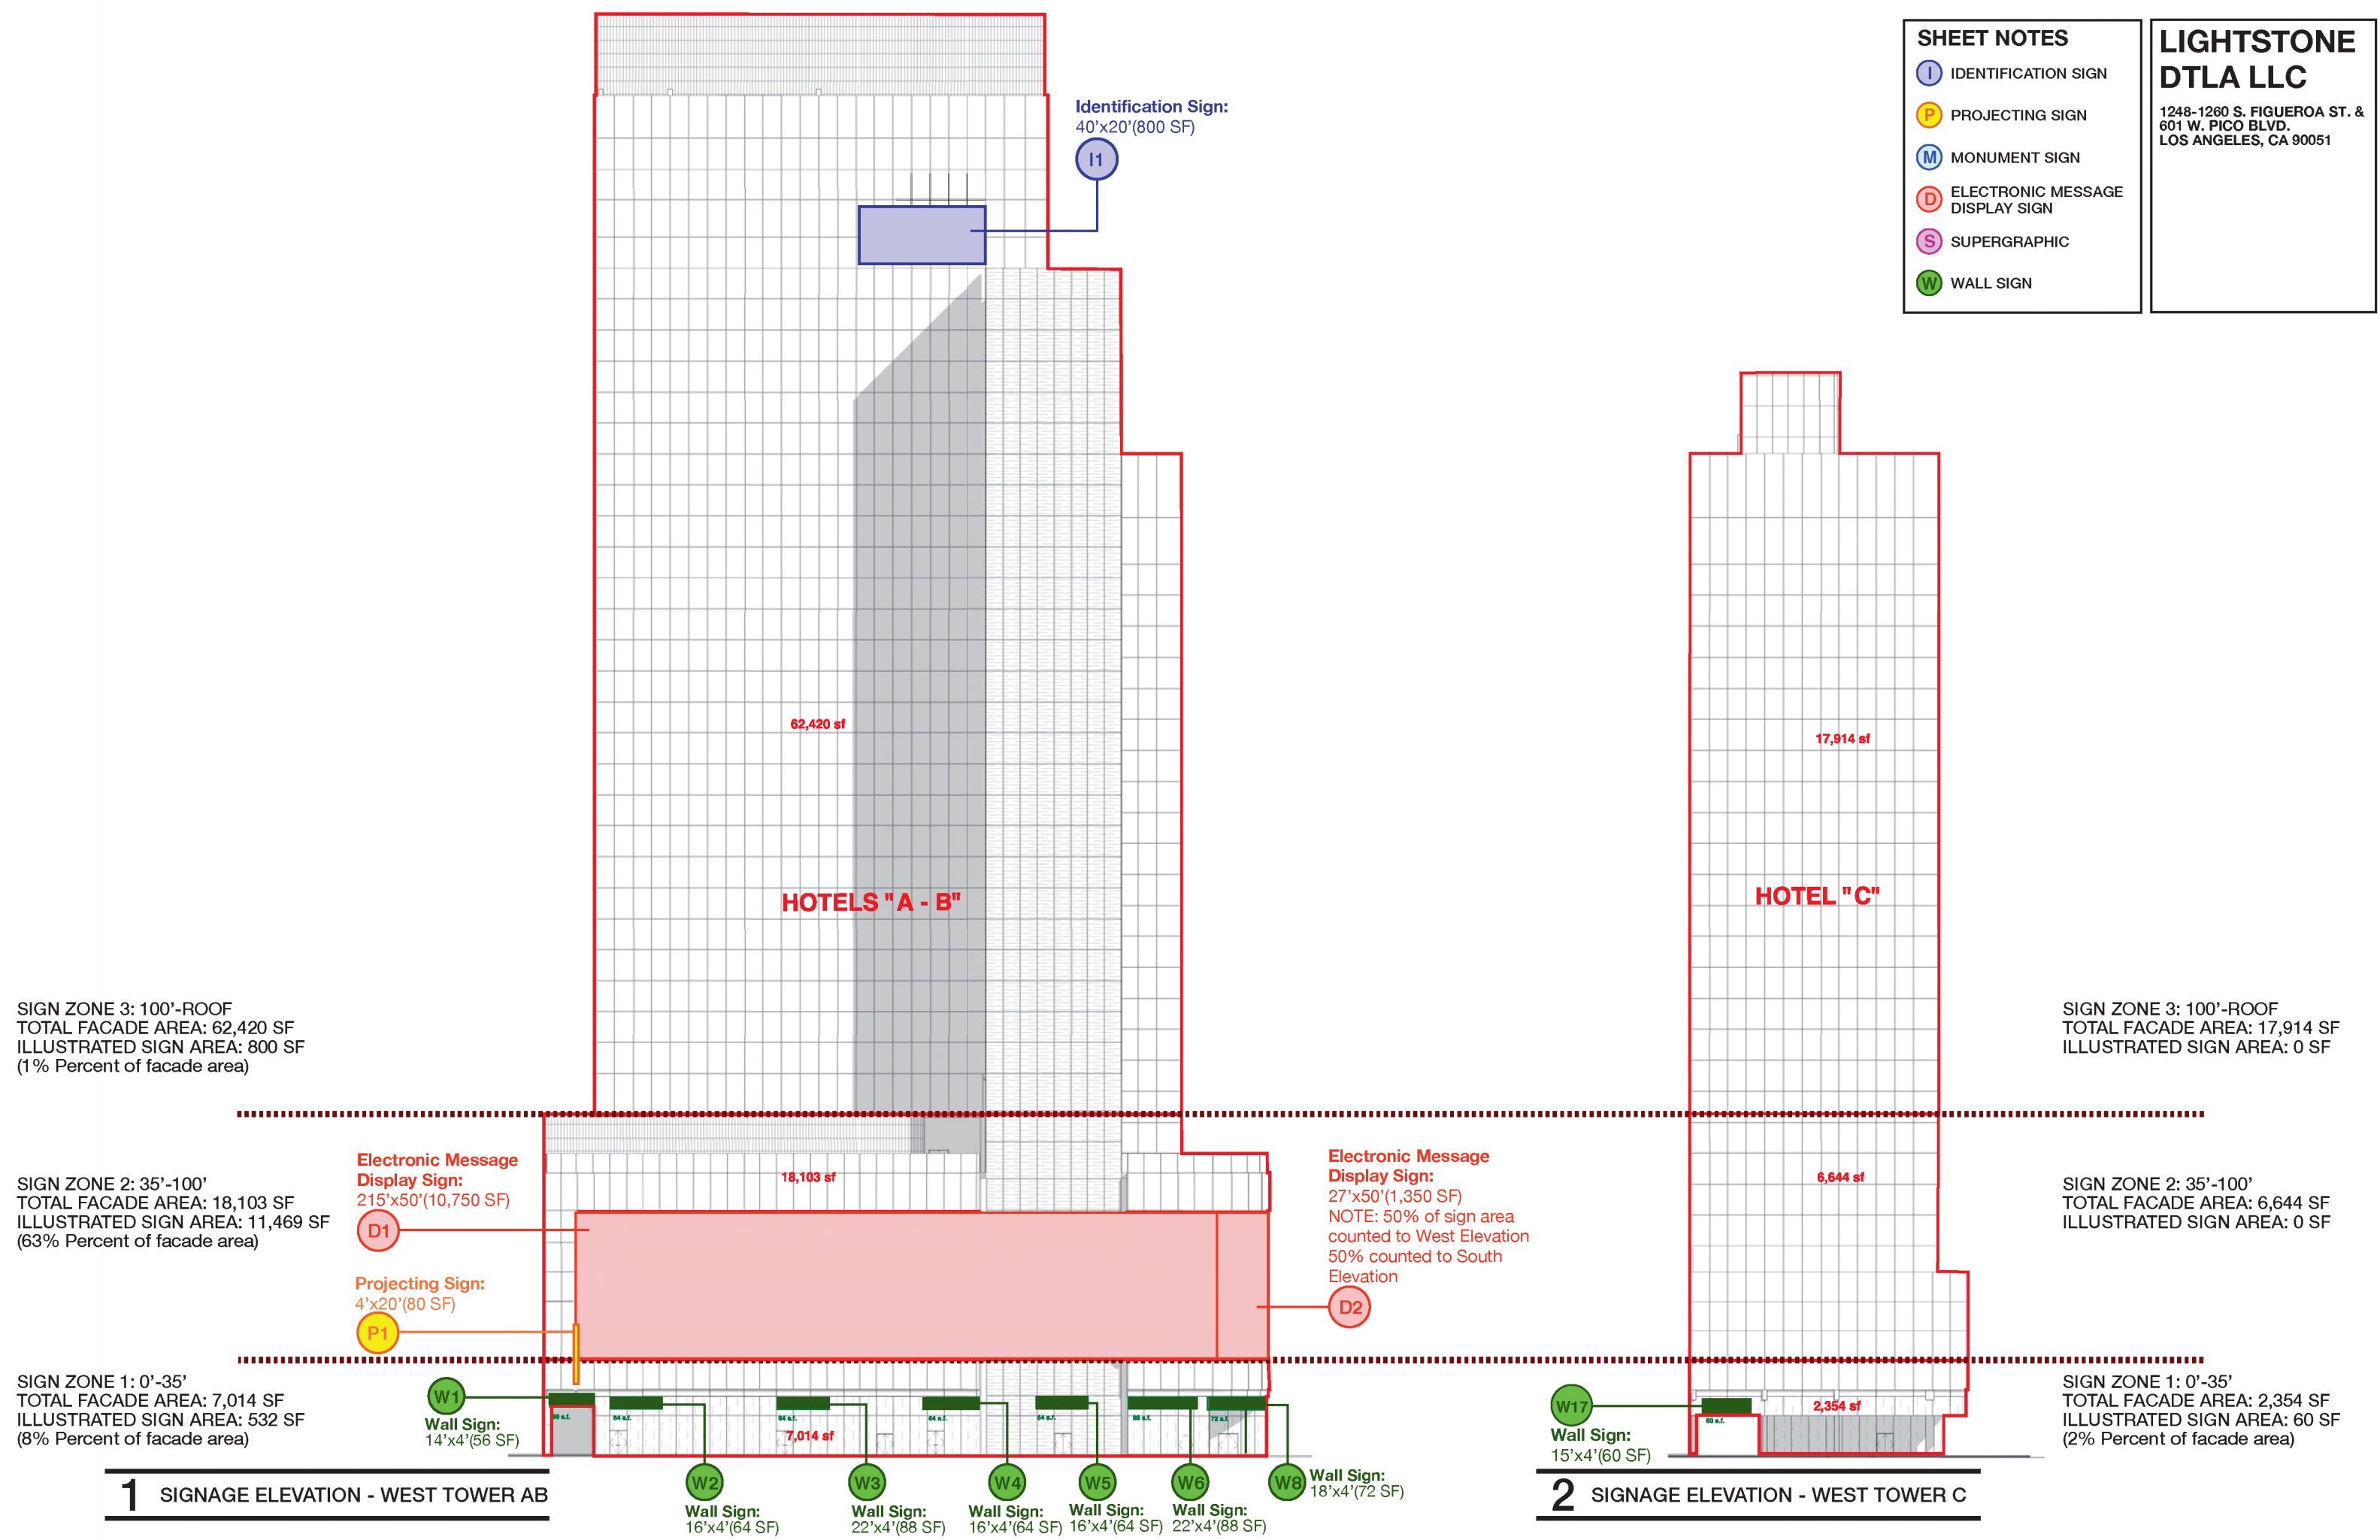 SHEET NOTES
I IDENTIFICATION SIGN
P PROJECTING SIGN
M MONUMENT SIGN
D ELECTRONIC MESSAGE
DISPLAY SIGN
S SUPERGRAPHIC
W WALL SIGN
LIGHTSTONE
DTLA LLC
1248-1260 S. FIGUEROA ST. &
601 W. PICO BLVD.
LOS ANGELES, CA 90051
Identification Sign:
40’x20’(800 SF)
I1
62,420 sf
HOTELS "A - B"
17,914 sf
HOTEL "C"
SIGN ZONE 3: 100’-ROOF
TOTAL FACADE AREA: 62,420 SF
ILLUSTRATED SIGN AREA: 800 SF
(1% Percent of facade area)
SIGN ZONE 3: 100’-ROOF
TOTAL FACADE AREA: 17,914 SF
ILLUSTRATED SIGN AREA: 0 SF
SIGN ZONE 2: 35’-100’
TOTAL FACADE AREA: 18,103 SF
ILLUSTRATED SIGN AREA: 11,469 SF
(63% Percent of facade area)
Electronic Message
Display Sign:
215’x50’(10,750 SF)
D1
Projecting Sign:
4’x20’(80 SF)
P1
18,103 sf
Electronic Message
Display Sign:
27’x50’(1,350 SF)
NOTE: 50% of sign area
counted to West Elevation
50% counted to South
Elevation
D2
6,644 sf
SIGN ZONE 2: 35’-100’
TOTAL FACADE AREA: 6,644 SF
ILLUSTRATED SIGN AREA: 0 SF
SIGN ZONE 1: 0’-35’
TOTAL FACADE AREA: 7,014 SF
ILLUSTRATED SIGN AREA: 532 SF
(8% Percent of facade area)
W1
Wall Sign:
14’x4’(56 SF)
64 s.f.
64 s.f.
64 s.f.
64 s.f.
88 s.f.
72 s.f.
7,014 sf
W2
Wall Sign:
16’x4’(64 SF)
W3
Wall Sign:
22’x4’(88 SF)
W4
Wall Sign:
16’x4’(64 SF)
W5
Wall Sign:
16’x4’(64 SF)
W6
Wall Sign:
22’x4’(88 SF)
W8
Wall Sign:
18’x4’(72 SF)
W17
Wall Sign:
15’x4’(60 SF)
60 s.f.
2,354 sf
SIGN ZONE 1: 0’-35’
TOTAL FACADE AREA: 2,354 SF
ILLUSTRATED SIGN AREA: 60 SF
(2% Percent of facade area)
1 SIGNAGE ELEVATION - WEST TOWER AB
2 SIGNAGE ELEVATION - WEST TOWER C